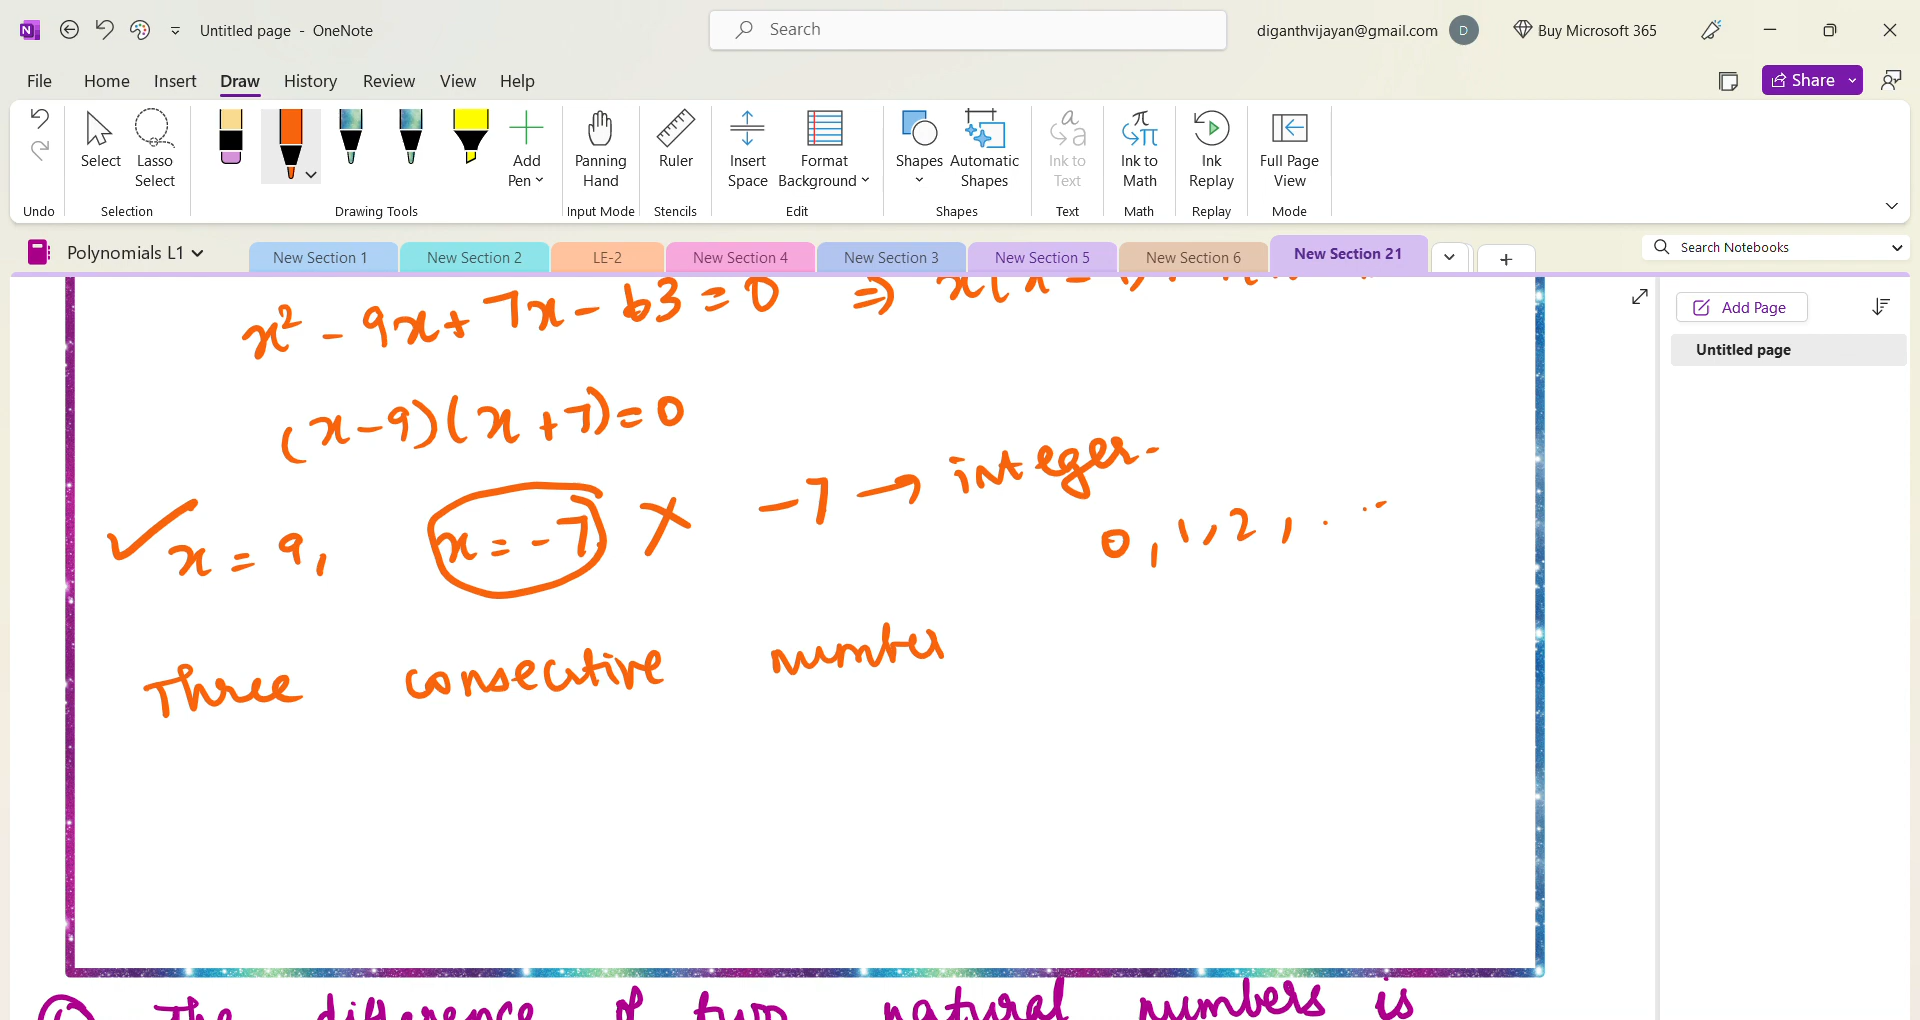 Untitled page - OneNote
Search
diganthvijayan@gmail.com D Buy Microsoft 365
File Home Insert Draw History Review View Help
Share
Select Lasso Select Add Pen Panning Hand Ruler Insert Space Format Background Shapes Automatic Shapes Ink to Text Ink to Math Ink Replay Full Page View
Undo Selection Drawing Tools Input Mode Stencils Edit Shapes Text Math Replay Mode
Polynomials L1 New Section 1 New Section 2 LE-2 New Section 4 New Section 3 New Section 5 New Section 6 New Section 21 +
Search Notebooks
Add Page
Untitled page
x² - 9x + 7x - 63 = 0 ⇒
(x-9)(x+7)=0
x = 9, x = -7 × -7 → integer.
0, 1, 2, ....
Three consecutive number
The difference of two natural numbers is